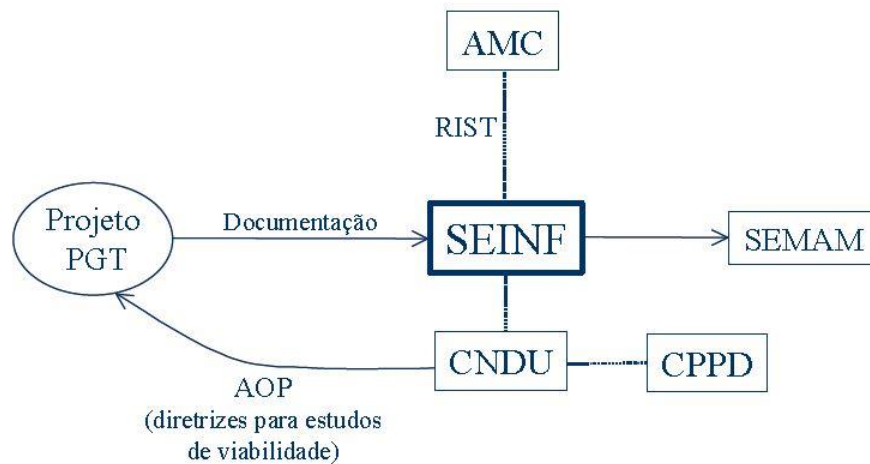 AMC
RIST
Projeto
PGT
Documentação
SEINF
SEMAM
CNDU
CPPD
AOP
(diretrizes para estudos
de viabilidade)